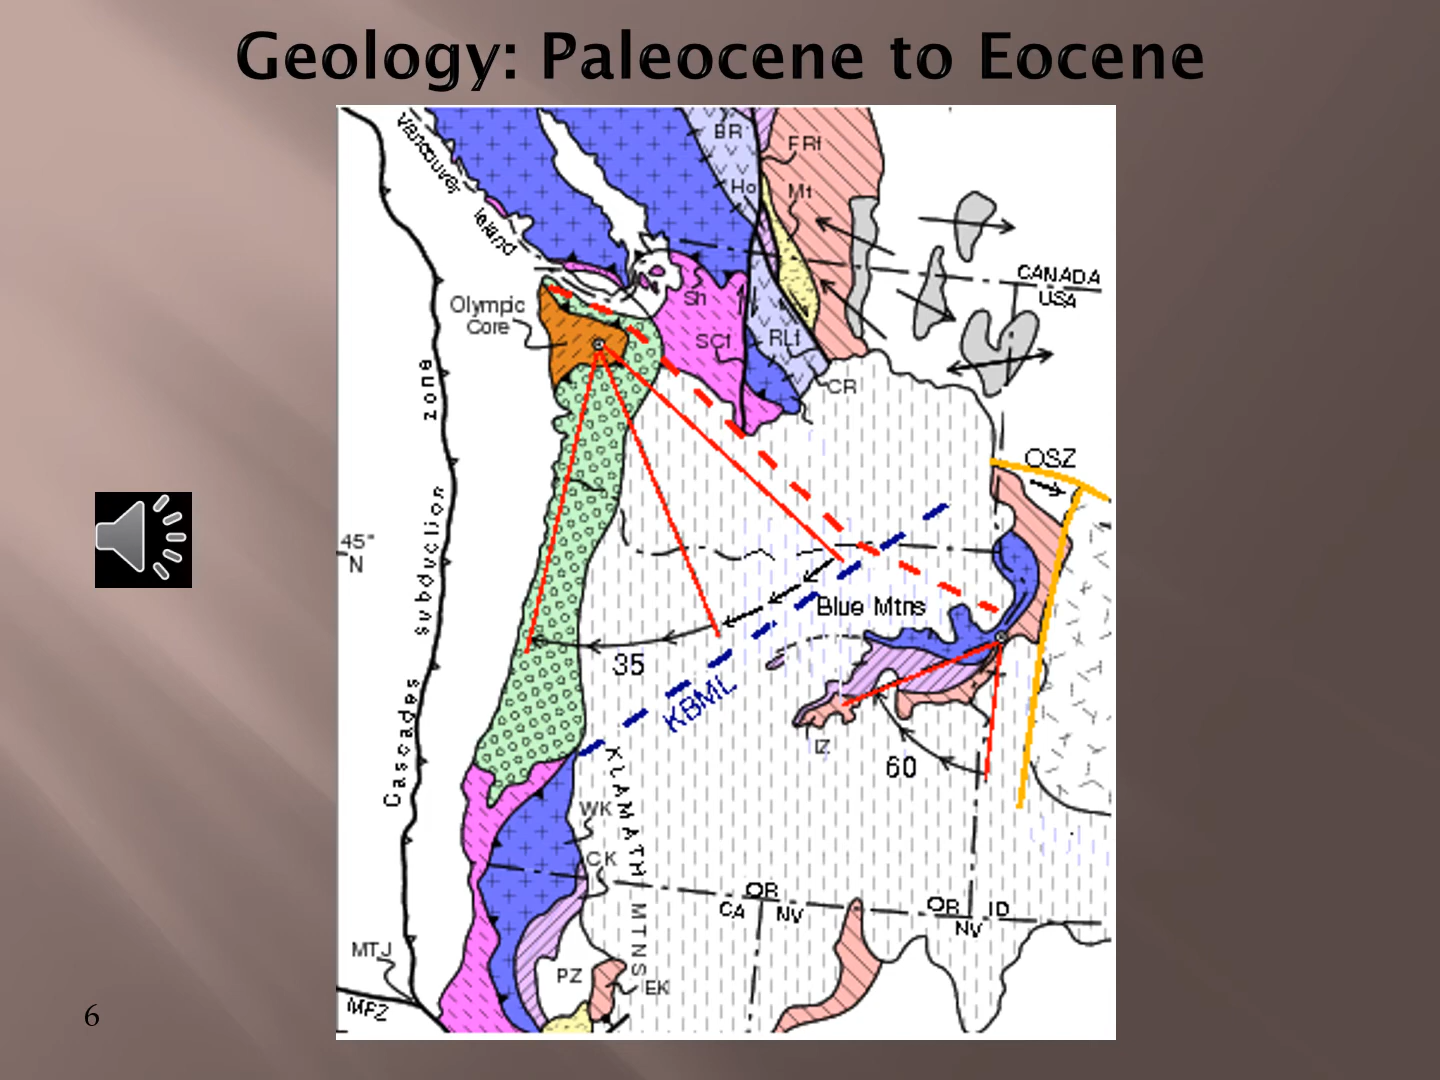 Geology: Paleocene to Eocene
Vancouver
Island
BR
FRf
Ho
Mt
CANADA
USA
Olympic
Core
Sh
SCf
RLf
CR
zone
subduction
Cascades
OSZ
45°
N
Blue Mtns
35
KBML
IZ
60
KLAMATH MTNS
WK
CK
OR
CA
NV
OR
ID
NV
MTJ
PZ
EK
MFZ
6